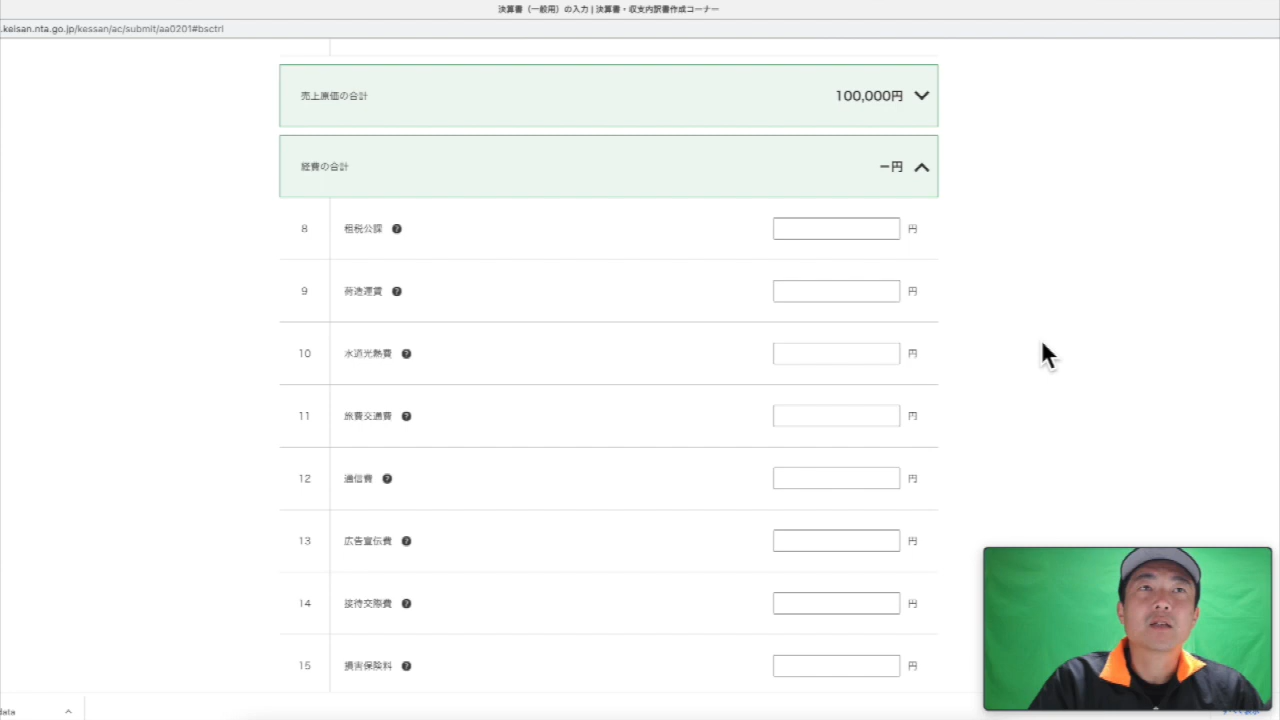 決算書（一般用）の入力 | 決算書・収支内訳書作成コーナー
.keisan.nta.go.jp/kessan/ac/submit/aa0201#bsctrl
売上原価の合計 100,000円
経費の合計 ー円
8 租税公課 ? 円
9 荷造運賃 ? 円
10 水道光熱費 ? 円
11 旅費交通費 ? 円
12 通信費 ? 円
13 広告宣伝費 ? 円
14 接待交際費 ? 円
15 損害保険料 ? 円
data